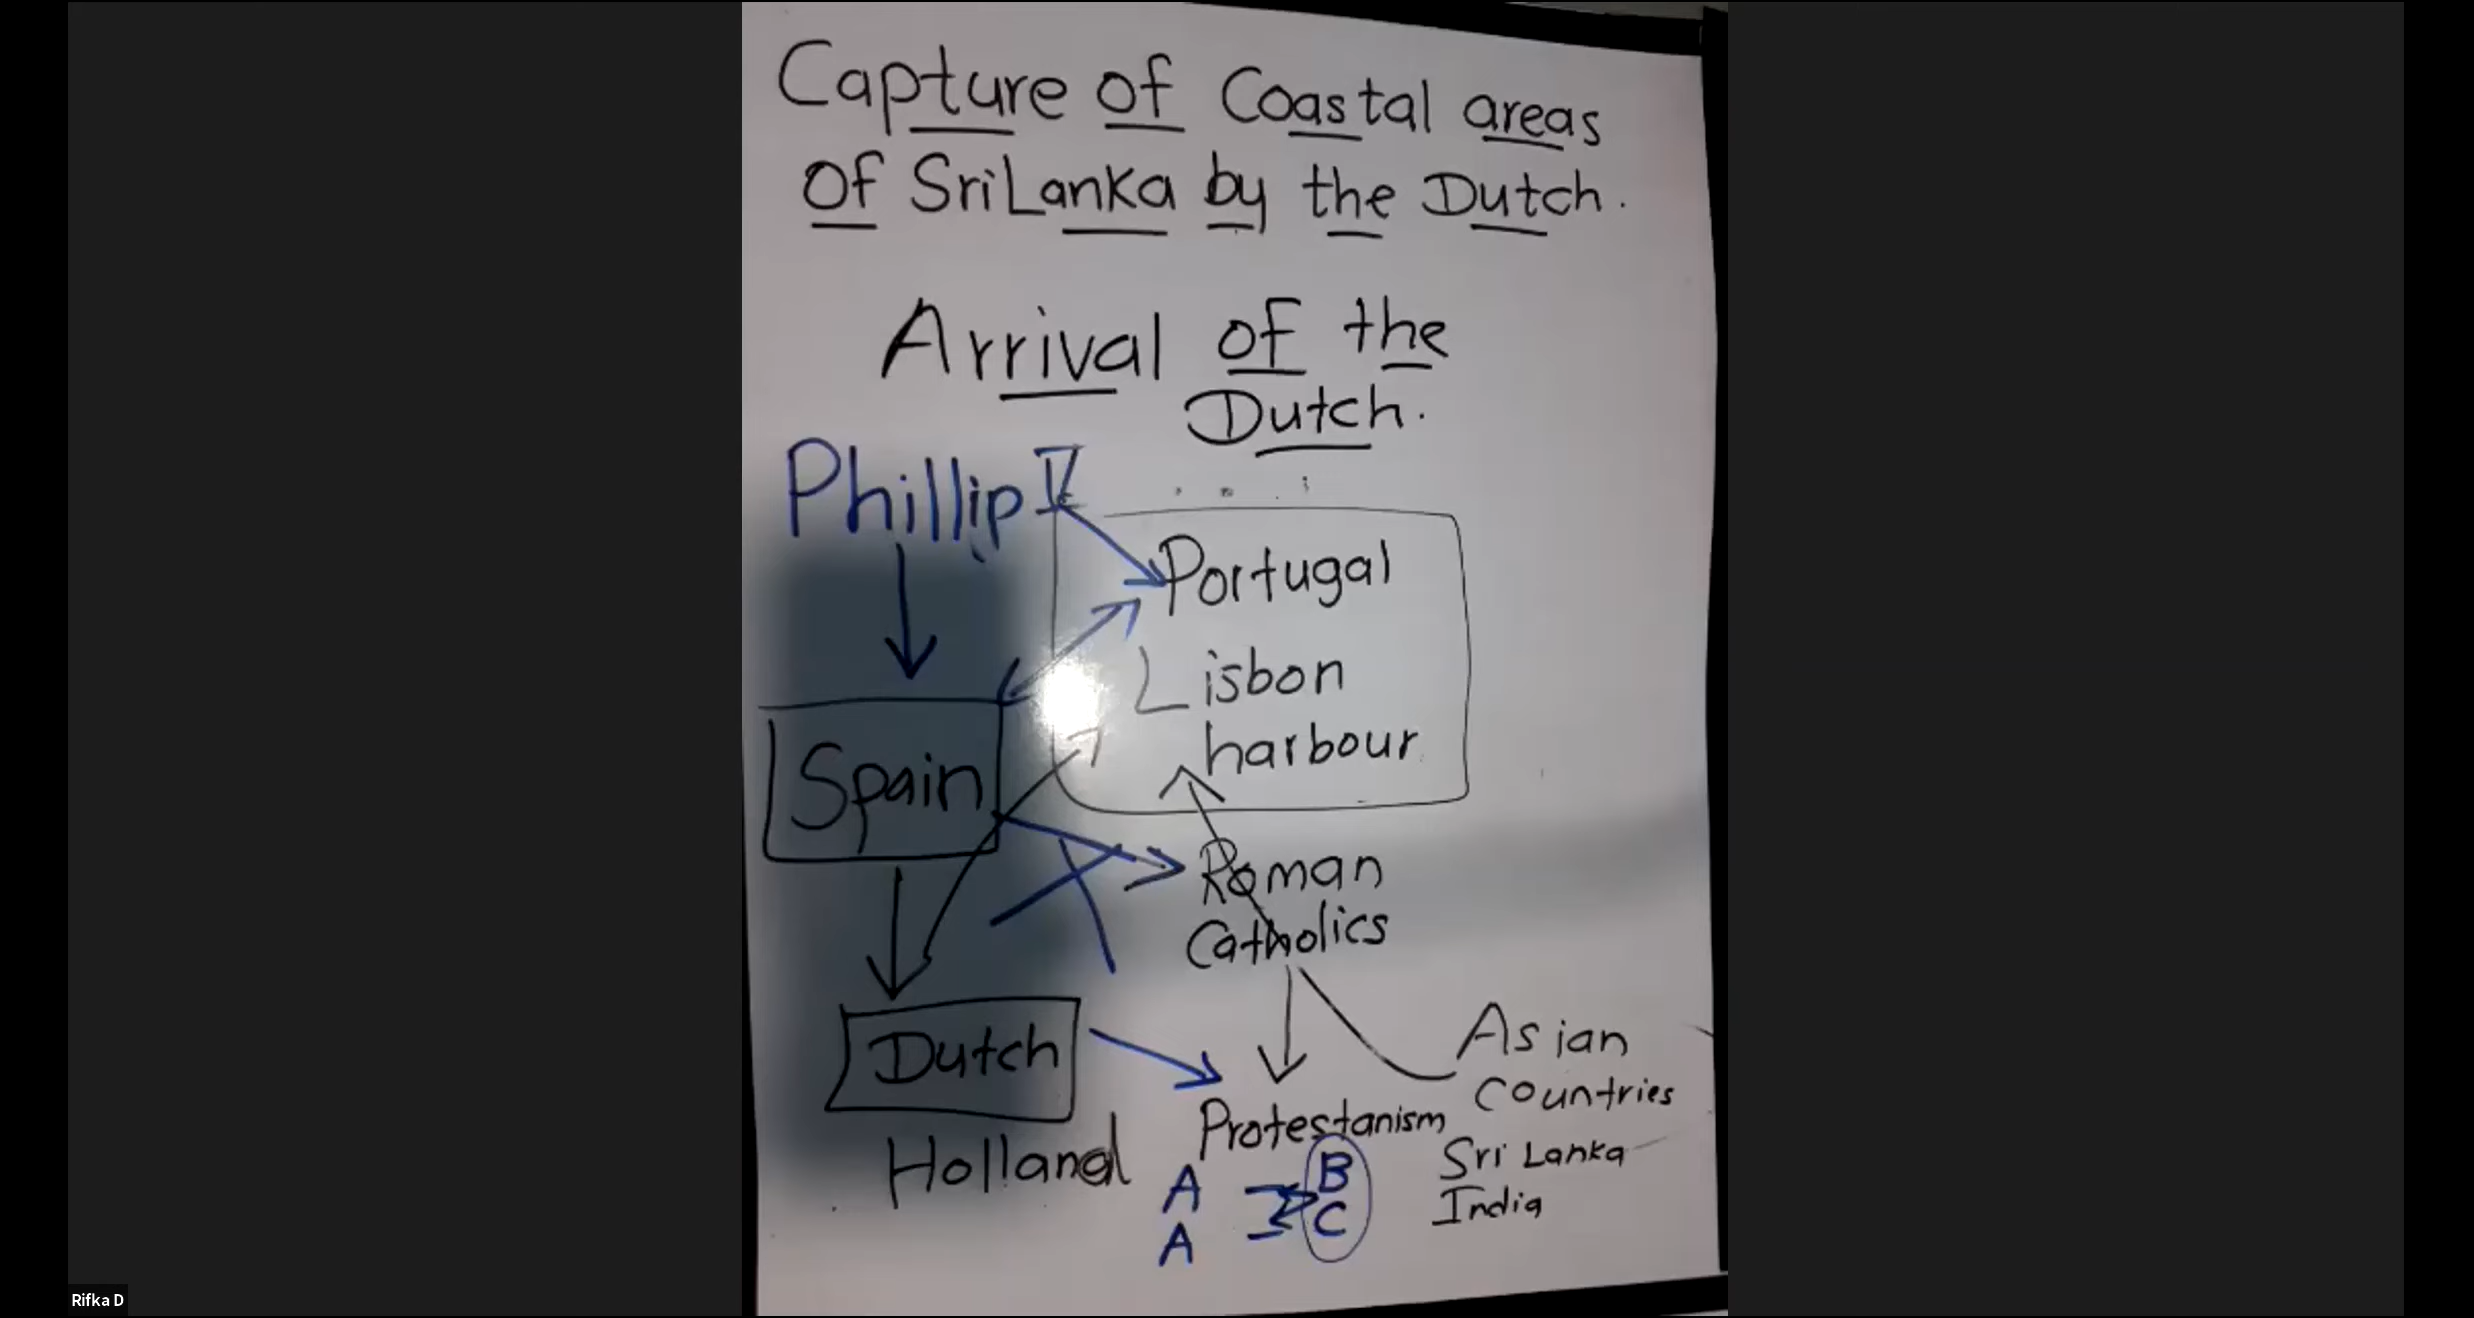 Capture of Coastal areas
of SriLanka by the Dutch.
Arrival of the
Dutch.
Phillip
Portugal
Lisbon
harbour
Spain
Roman
Catholics
Dutch
Holland
Protestanism
Asian
countries
Sri Lanka
India
A
B
C
A
Rifka D